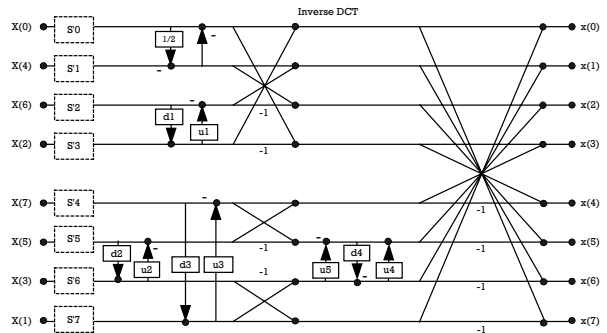 Inverse DCT
X(0) S'0 1/2 - - x(0)
X(4) S'1 - x(1)
X(6) S'2 d1 u1 - -1 x(2)
X(2) S'3 -1 x(3)
X(7) S'4 - -1 x(4)
X(5) S'5 d2 u2 - d3 u3 -1 - u5 d4 u4 -1 x(5)
X(3) S'6 -1 - -1 x(6)
X(1) S'7 -1 x(7)